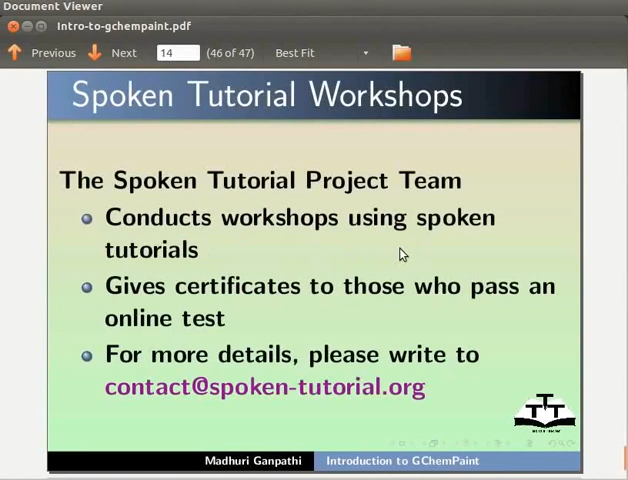 Document Viewer
Intro-to-gchempaint.pdf
Previous Next 14 (46 of 47) Best Fit
Spoken Tutorial Workshops
The Spoken Tutorial Project Team
Conducts workshops using spoken
tutorials
Gives certificates to those who pass an
online test
For more details, please write to
contact@spoken-tutorial.org
Madhuri Ganpathi Introduction to GChemPaint